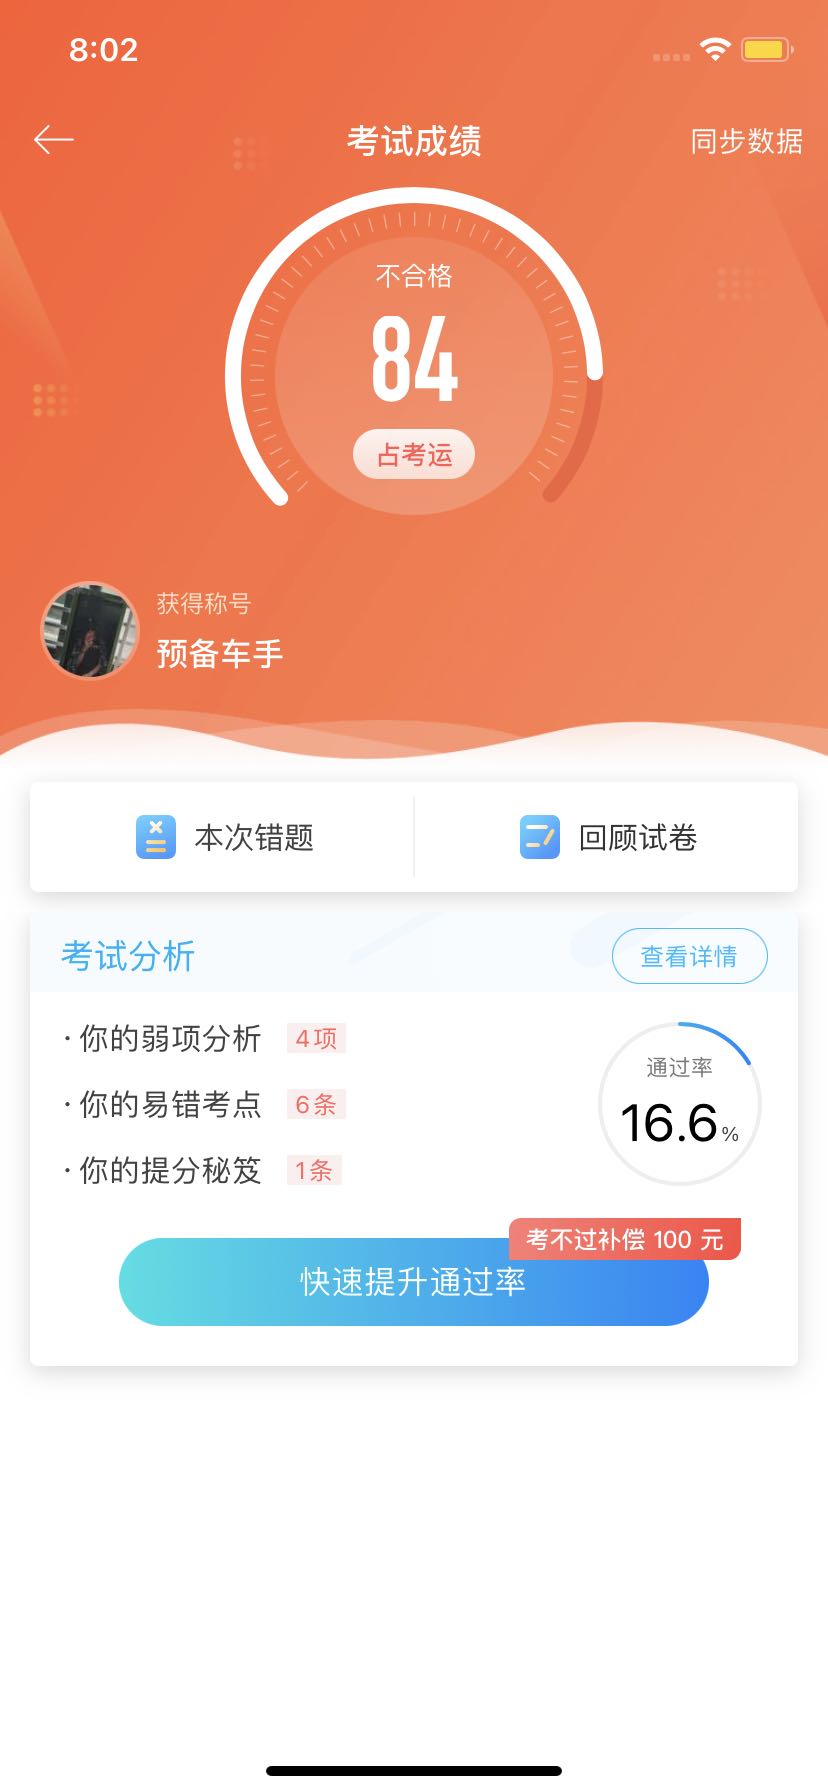 8:02
考试成绩
同步数据
不合格
84
占考运
获得称号
预备车手
本次错题
回顾试卷
考试分析
查看详情
· 你的弱项分析 4项
· 你的易错考点 6条
· 你的提分秘笈 1条
通过率
16.6%
考不过补偿 100 元
快速提升通过率